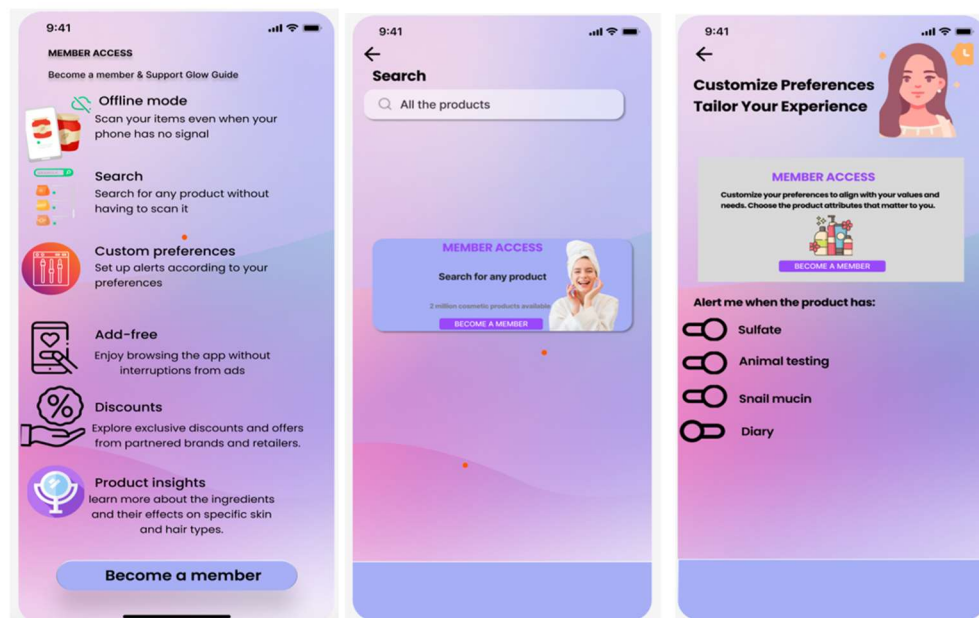 9:41
MEMBER ACCESS
Become a member & Support Glow Guide
Offline mode
Scan your items even when your
phone has no signal
Search
Search for any product without
having to scan it
Custom preferences
Set up alerts according to your
preferences
Add-free
Enjoy browsing the app without
interruptions from ads
Discounts
Explore exclusive discounts and offers
from partnered brands and retailers.
Product insights
learn more about the ingredients
and their effects on specific skin
and hair types.
Become a member
9:41
Search
All the products
MEMBER ACCESS
Search for any product
2 million cosmetic products available
BECOME A MEMBER
9:41
Customize Preferences
Tailor Your Experience
MEMBER ACCESS
Customize your preferences to align with your values and
needs. Choose the product attributes that matter to you.
BECOME A MEMBER
Alert me when the product has:
Sulfate
Animal testing
Snail mucin
Diary